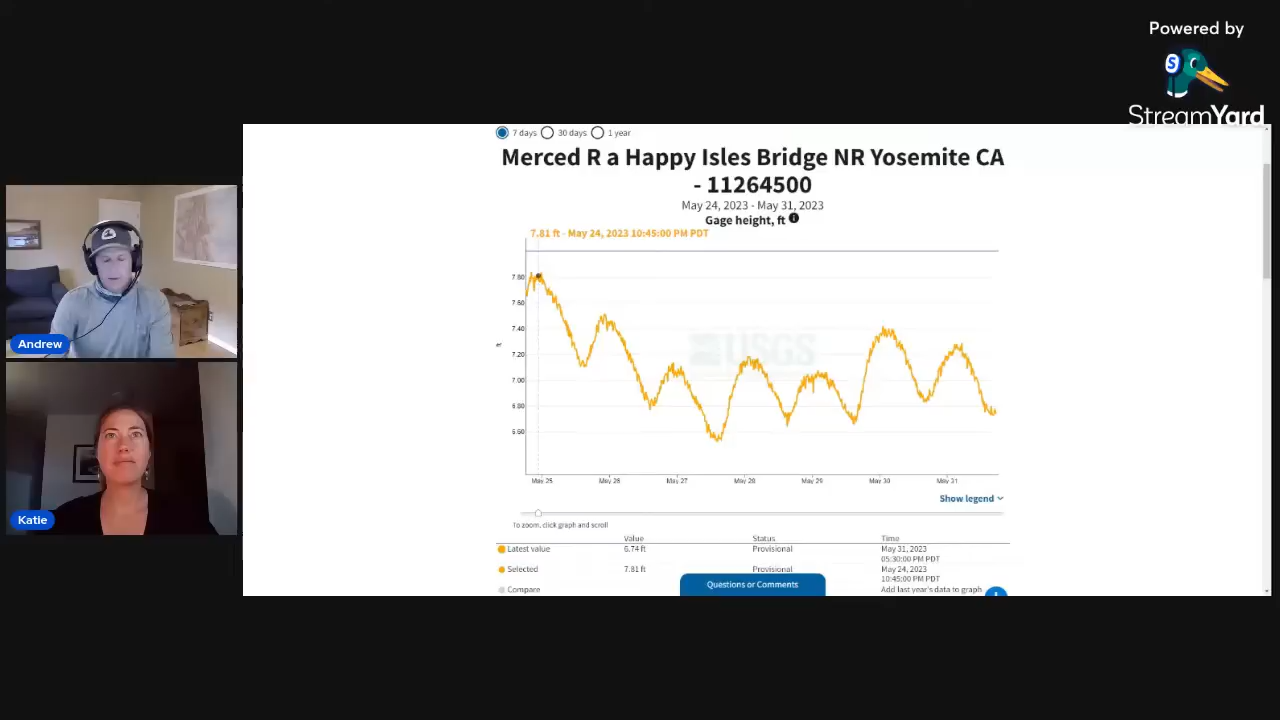 Powered by
StreamYard
7 days
30 days
1 year
Merced R a Happy Isles Bridge NR Yosemite CA
- 11264500
May 24, 2023 - May 31, 2023
Gage height, ft
7.81 ft - May 24, 2023 10:45:00 PM PDT
7.80
7.60
7.40
7.20
7.00
6.80
6.60
ft
USGS
May 25
May 26
May 27
May 28
May 29
May 30
May 31
Show legend
To zoom, click graph and scroll
Value Status Time
Latest value 6.74 ft Provisional May 31, 2023
05:30:00 PM PDT
Selected 7.81 ft Provisional May 24, 2023
10:45:00 PM PDT
Compare Add last year's data to graph
Questions or Comments
Andrew
Katie